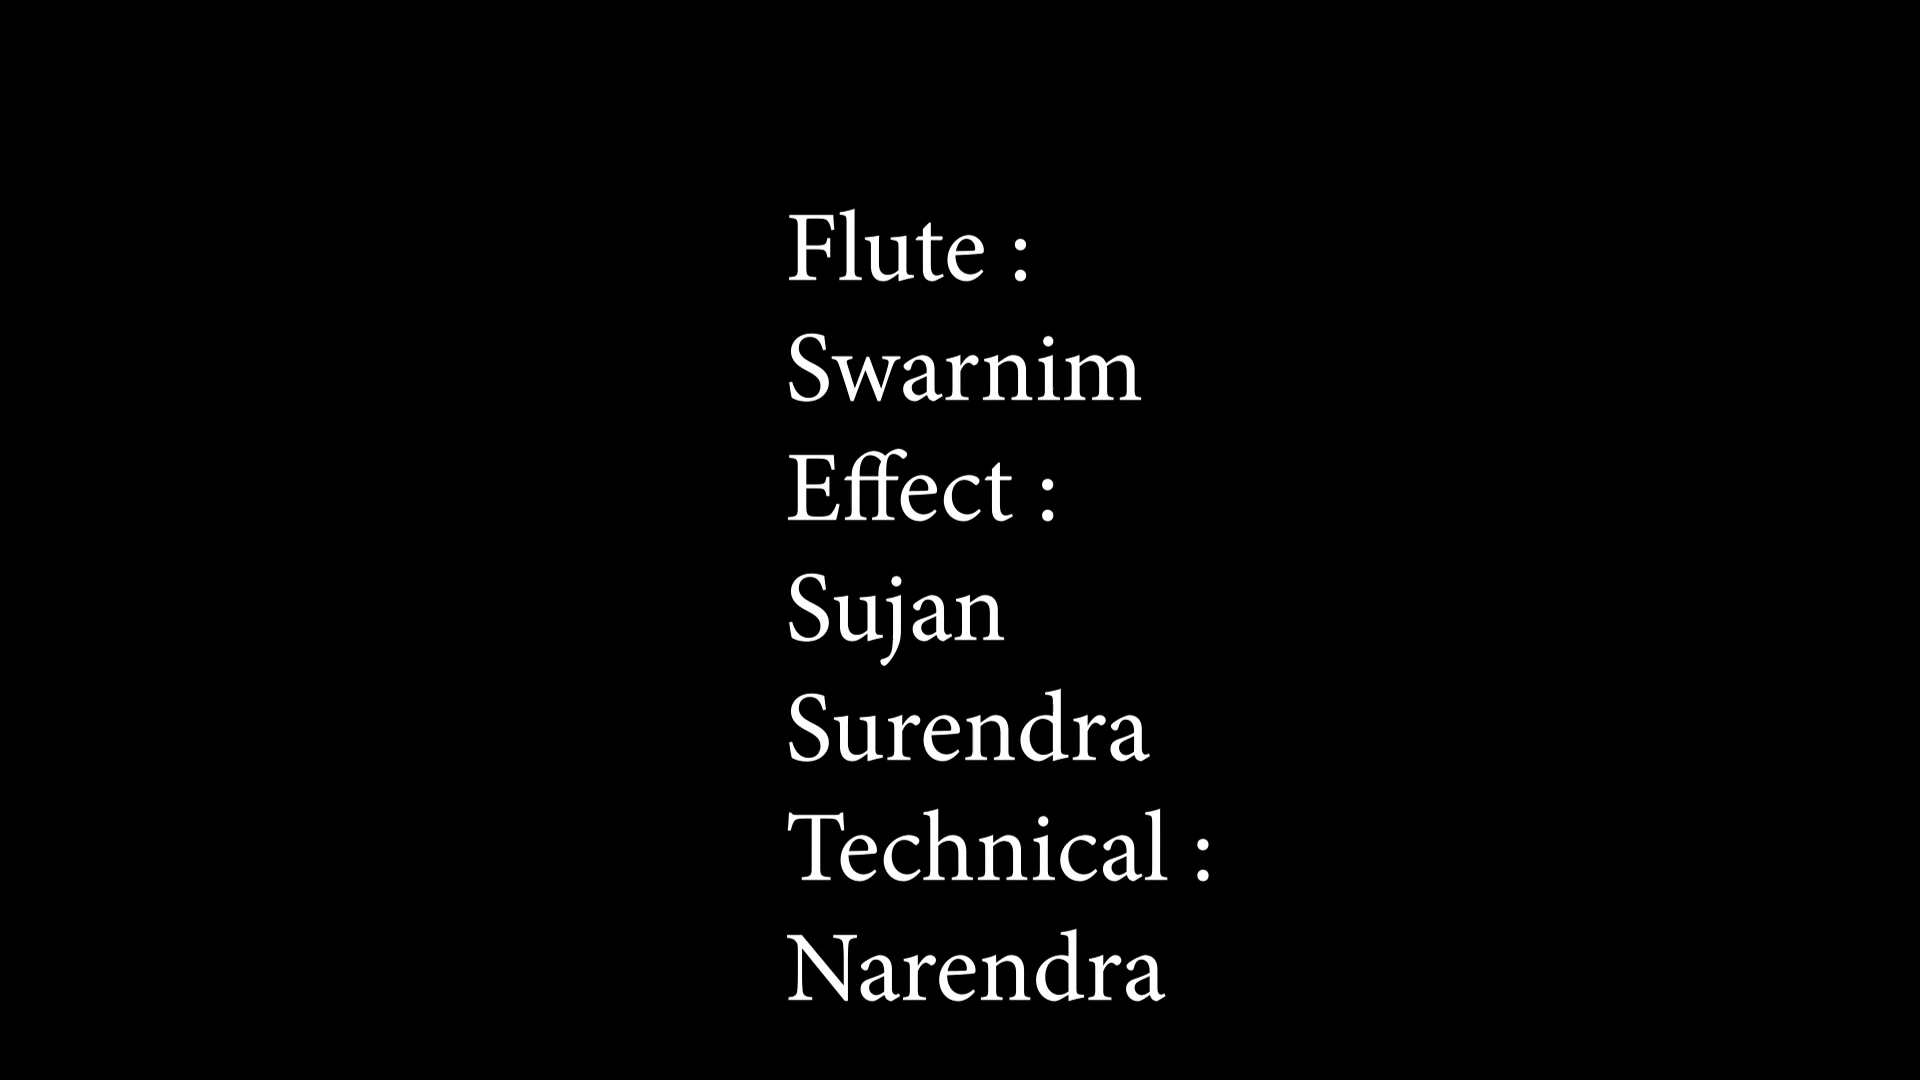 Flute :
Swarnim
Effect :
Sujan
Surendra
Technical :
Narendra